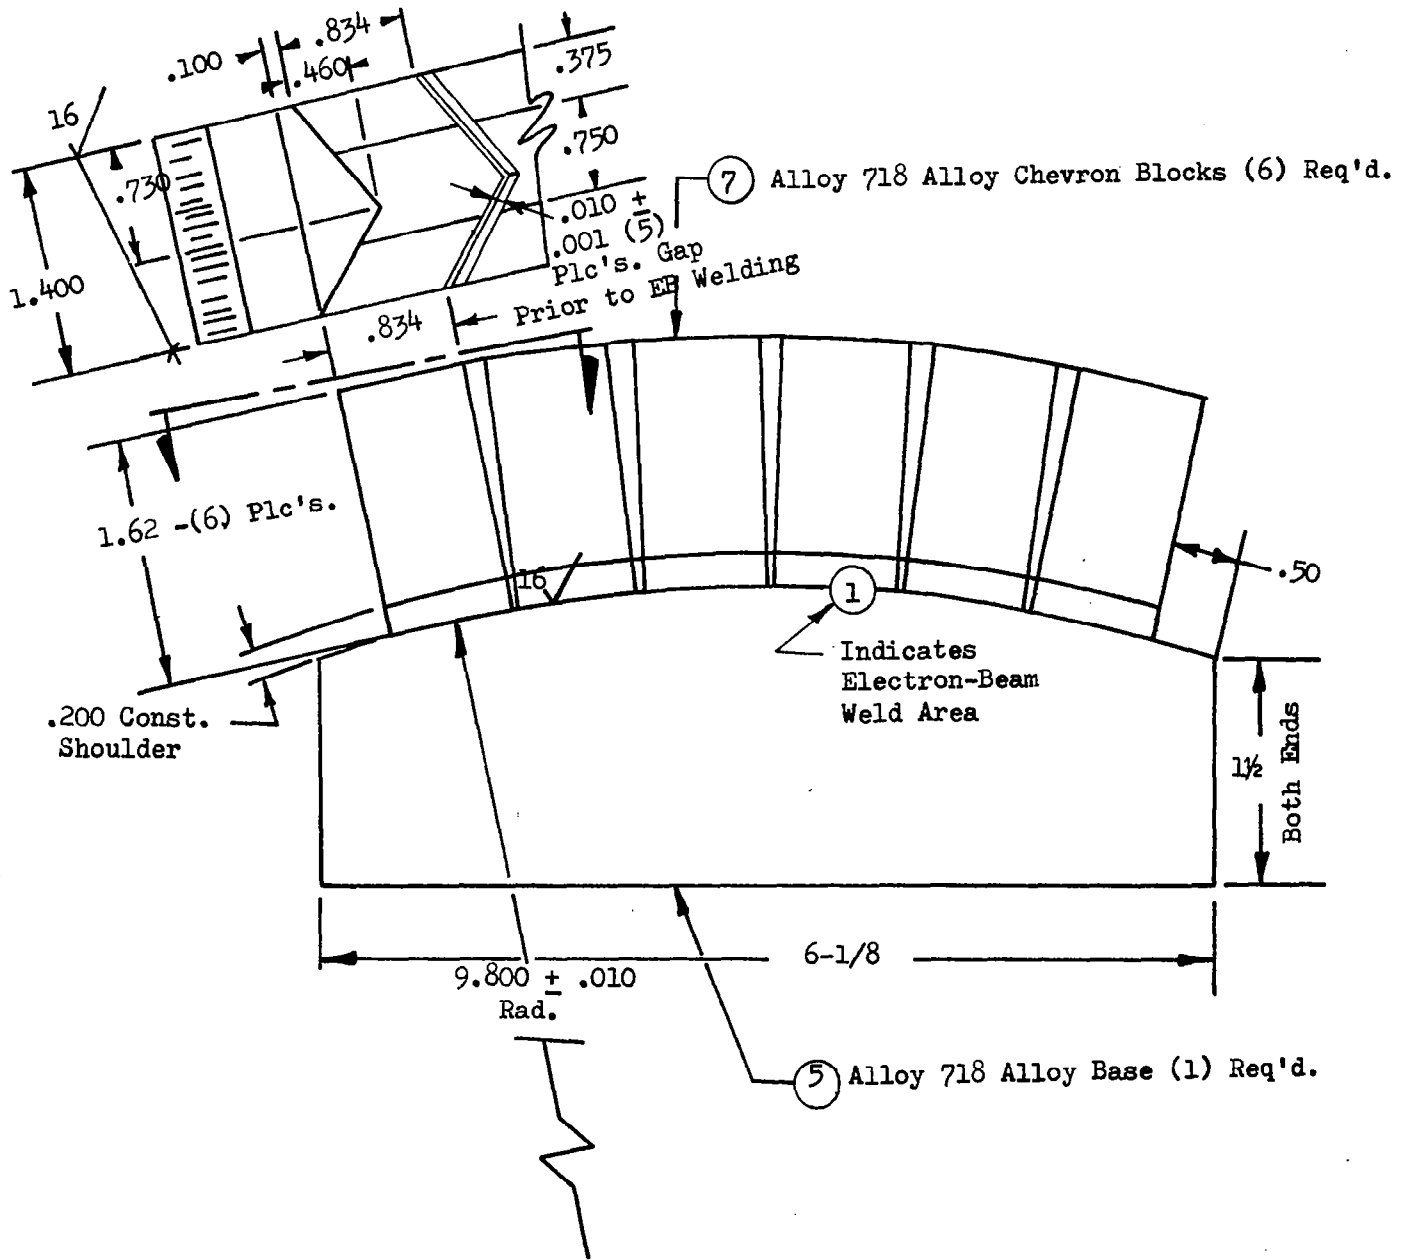 .834
.100
.460
.375
16
.750
.730
7 Alloy 718 Alloy Chevron Blocks (6) Req'd.
.010 ±
.001 (5)
Plc's. Gap
Prior to EB Welding
1.400
.834
1.62 -(6) Plc's.
16
1
.50
Indicates
Electron-Beam
Weld Area
.200 Const.
Shoulder
1½
Both Ends
6-1/8
9.800 ± .010
Rad.
5 Alloy 718 Alloy Base (1) Req'd.